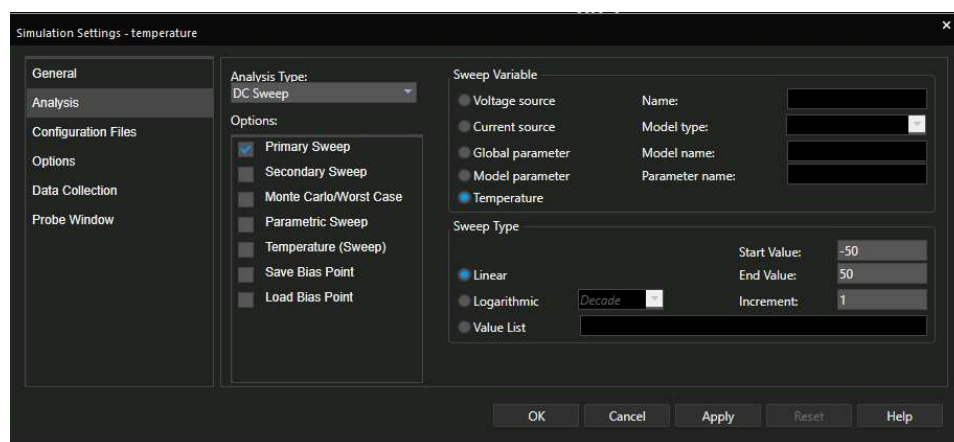 Simulation Settings - temperature
×
General
Analysis
Configuration Files
Options
Data Collection
Probe Window
Analysis Type:
DC Sweep
Options:
Primary Sweep
Secondary Sweep
Monte Carlo/Worst Case
Parametric Sweep
Temperature (Sweep)
Save Bias Point
Load Bias Point
Sweep Variable
Voltage source
Name:
Current source
Model type:
Global parameter
Model name:
Model parameter
Parameter name:
Temperature
Sweep Type
Start Value: -50
Linear
End Value: 50
Logarithmic
Decade
Increment: 1
Value List
OK
Cancel
Apply
Reset
Help